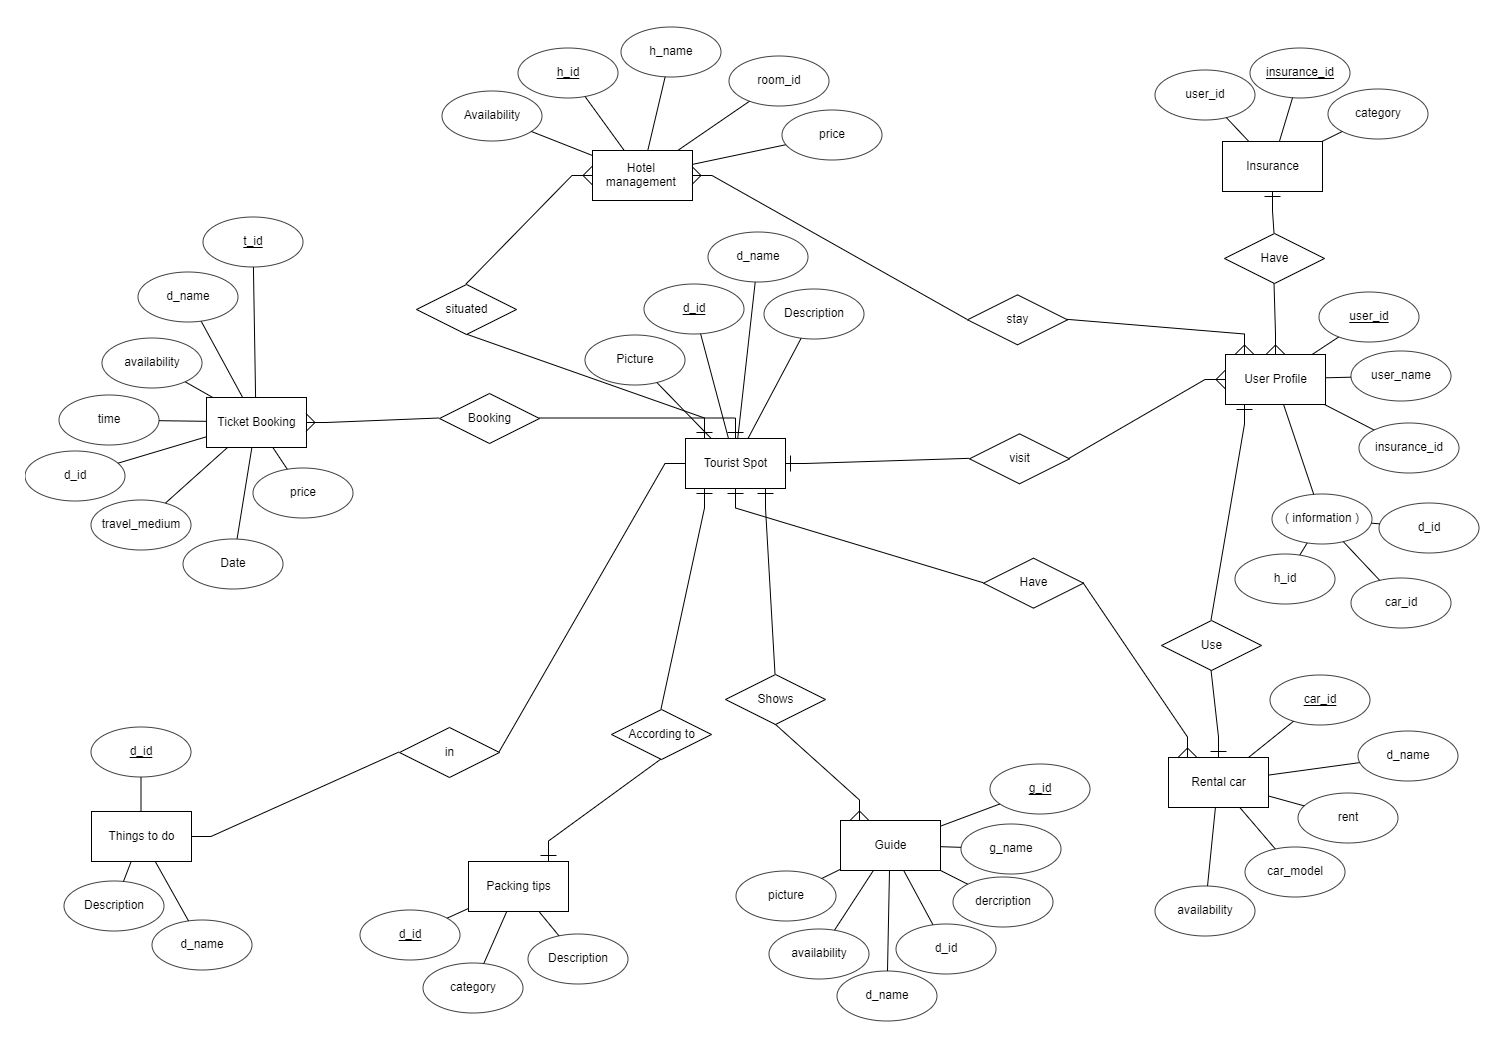 h_name
h_id
room_id
Availability
price
Hotel
management
insurance_id
user_id
category
Insurance
Have
t_id
d_name
availability
time
d_id
travel_medium
Date
price
Ticket Booking
situated
Booking
d_name
d_id
Description
Picture
Tourist Spot
stay
visit
user_id
user_name
insurance_id
User Profile
( information )
d_id
h_id
car_id
Have
Use
in
According to
Shows
d_id
Things to do
Description
d_name
Packing tips
d_id
category
Description
Guide
g_id
g_name
dercription
picture
availability
d_id
d_name
car_id
Rental car
d_name
rent
car_model
availability